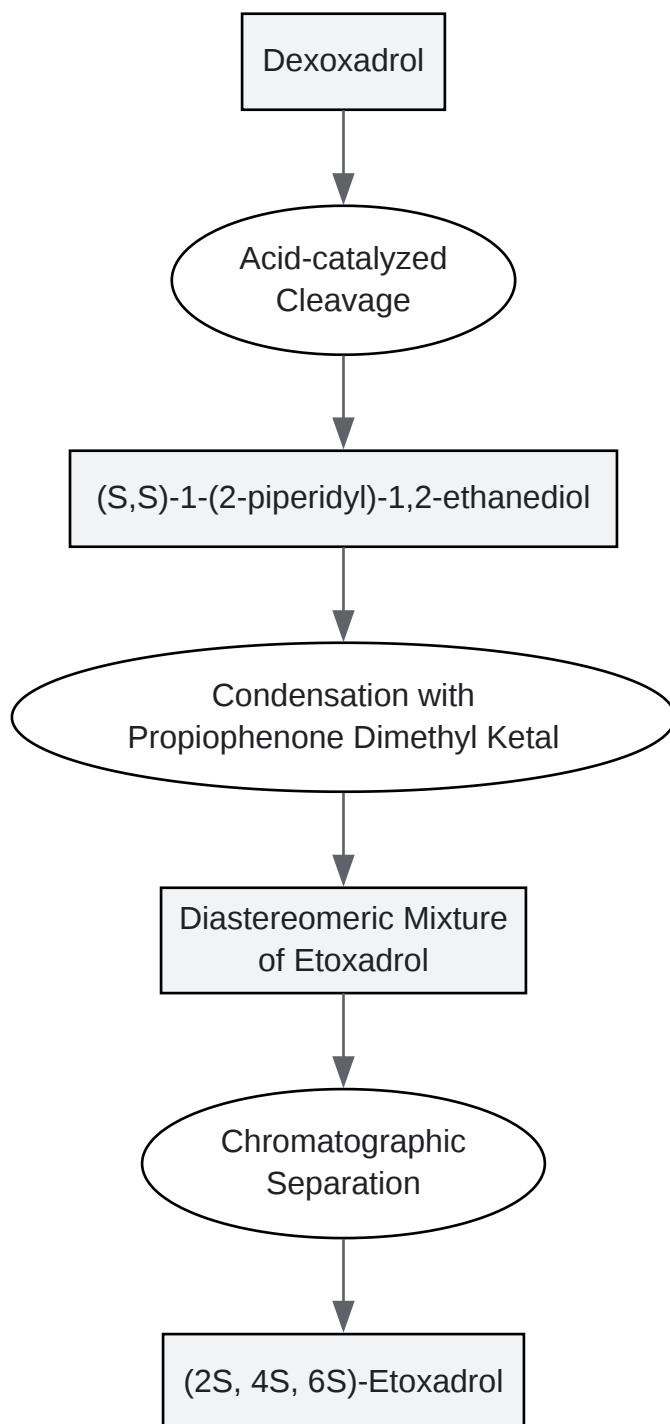 Dexoxadrol
Acid-catalyzed
Cleavage
(S,S)-1-(2-piperidyl)-1,2-ethanediol
Condensation with
Propiophenone Dimethyl Ketal
Diastereomeric Mixture
of Etoxadrol
Chromatographic
Separation
(2S, 4S, 6S)-Etoxadrol